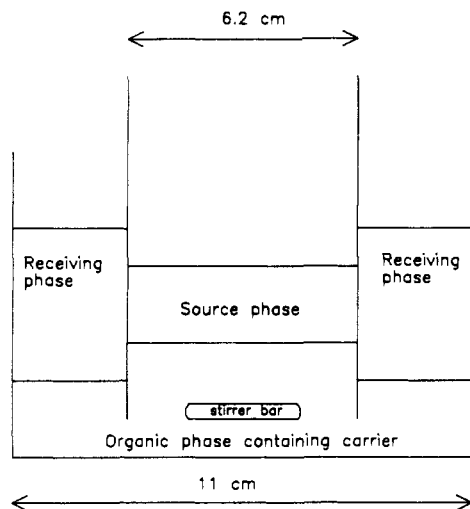 6.2 cm
Receiving
phase
Receiving
phase
Source phase
stirrer bar
Organic phase containing carrier
11 cm